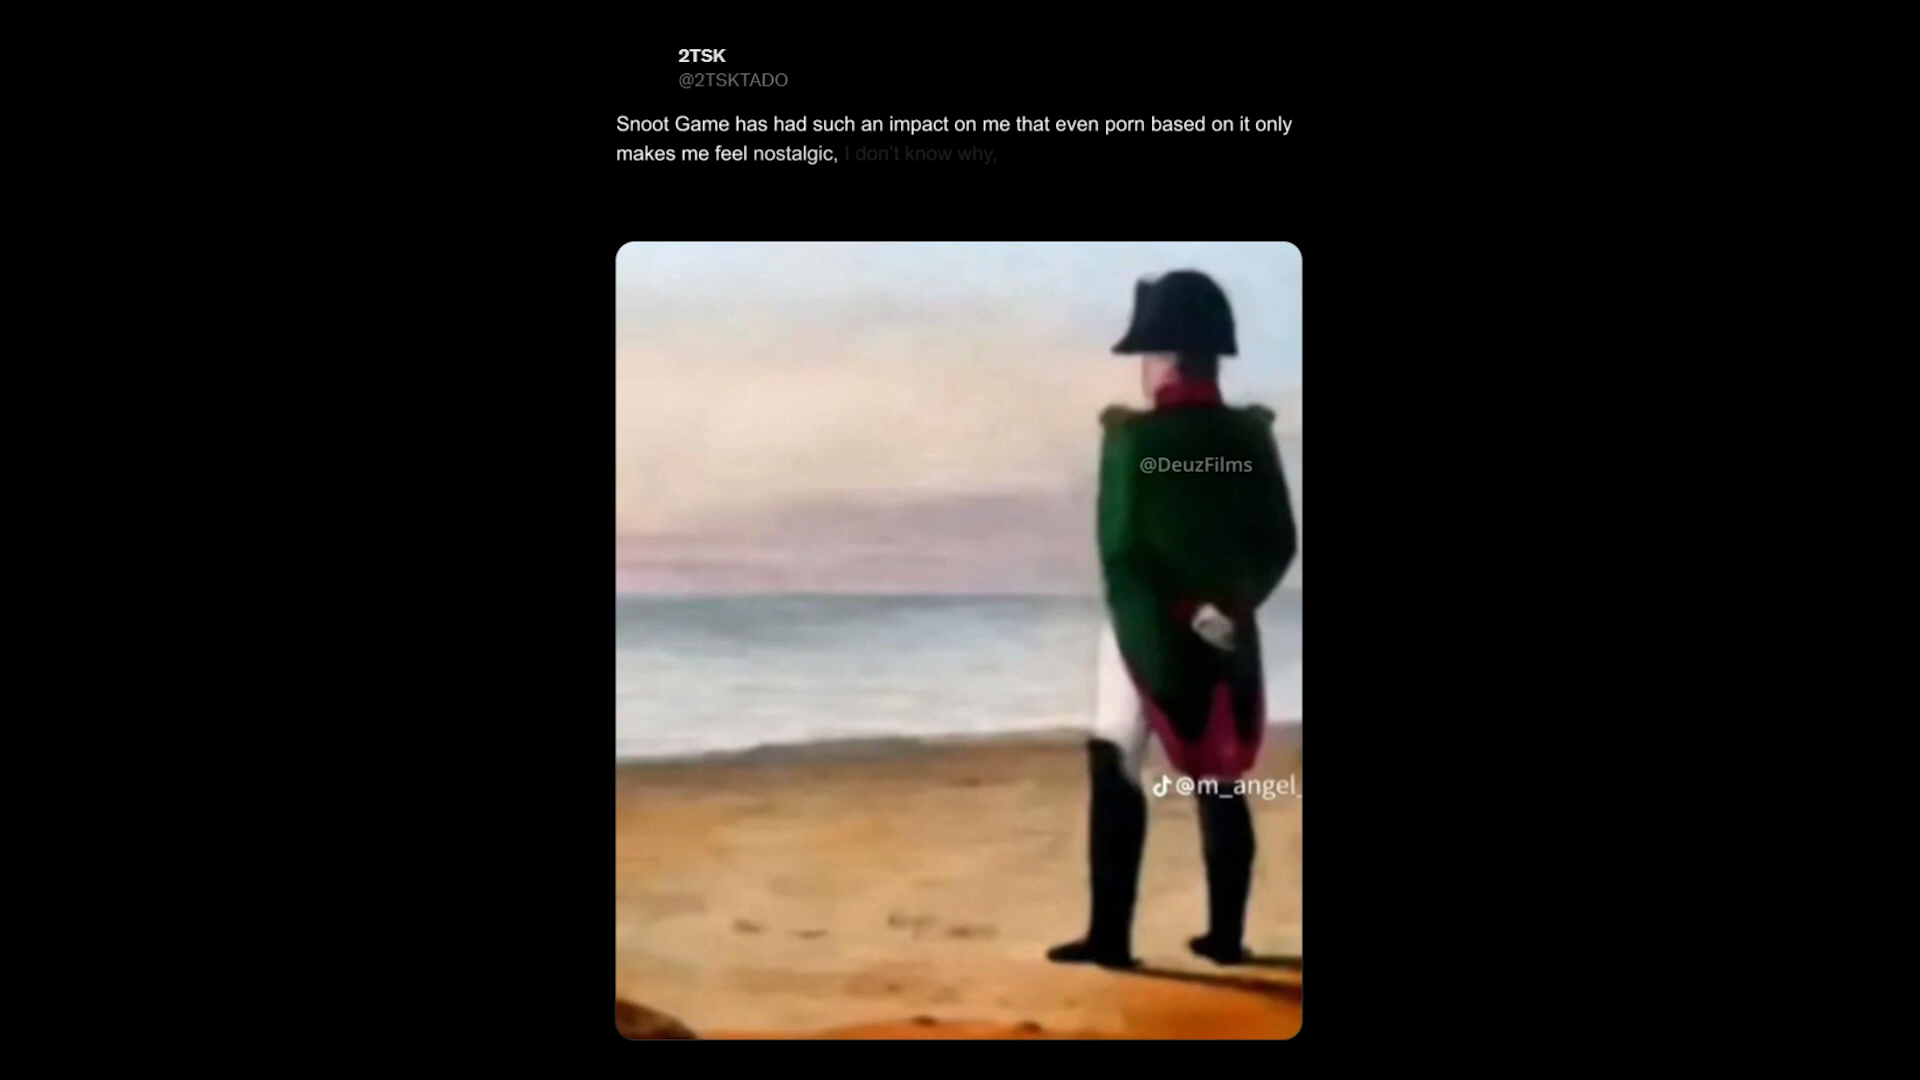 2TSK
@2TSKTADO
Snoot Game has had such an impact on me that even porn based on it only
makes me feel nostalgic, I don't know why,
@DeuzFilms
@m_angel_